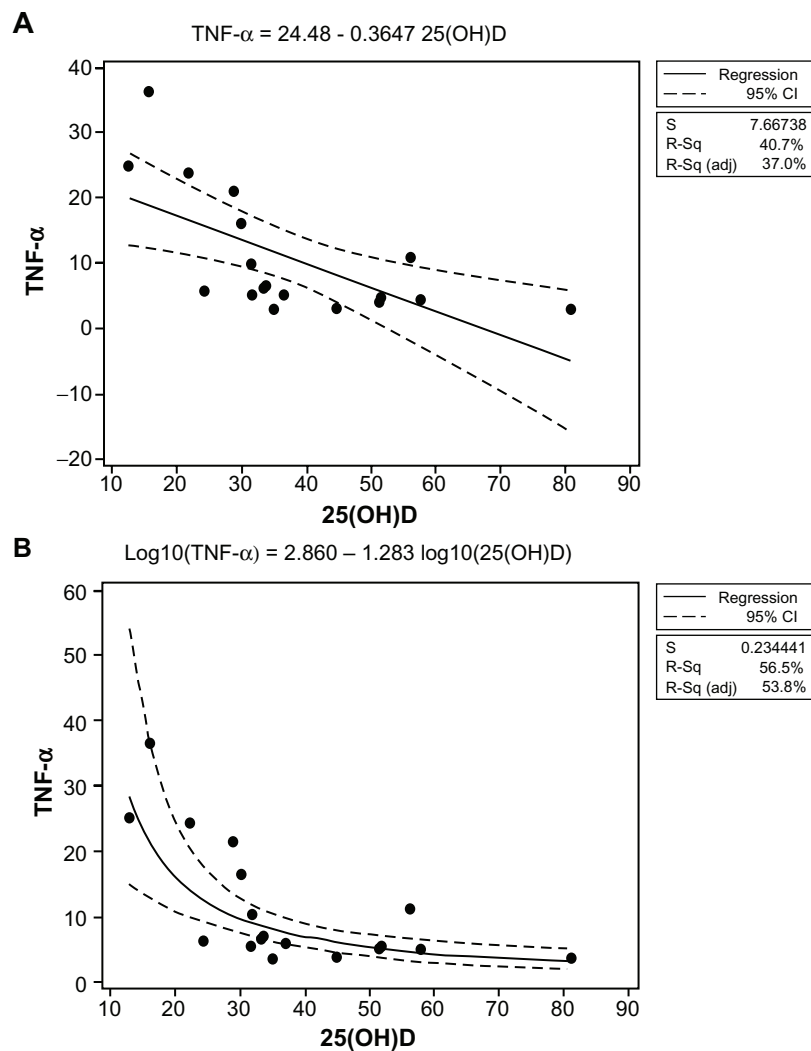 A
TNF-α = 24.48 - 0.3647 25(OH)D
Regression
95% CI
S 7.66738
R-Sq 40.7%
R-Sq (adj) 37.0%
40
30
20
10
0
−10
−20
TNF-α
10 20 30 40 50 60 70 80 90
25(OH)D
B
Log10(TNF-α) = 2.860 – 1.283 log10(25(OH)D)
Regression
95% CI
S 0.234441
R-Sq 56.5%
R-Sq (adj) 53.8%
60
50
40
30
20
10
0
TNF-α
10 20 30 40 50 60 70 80 90
25(OH)D